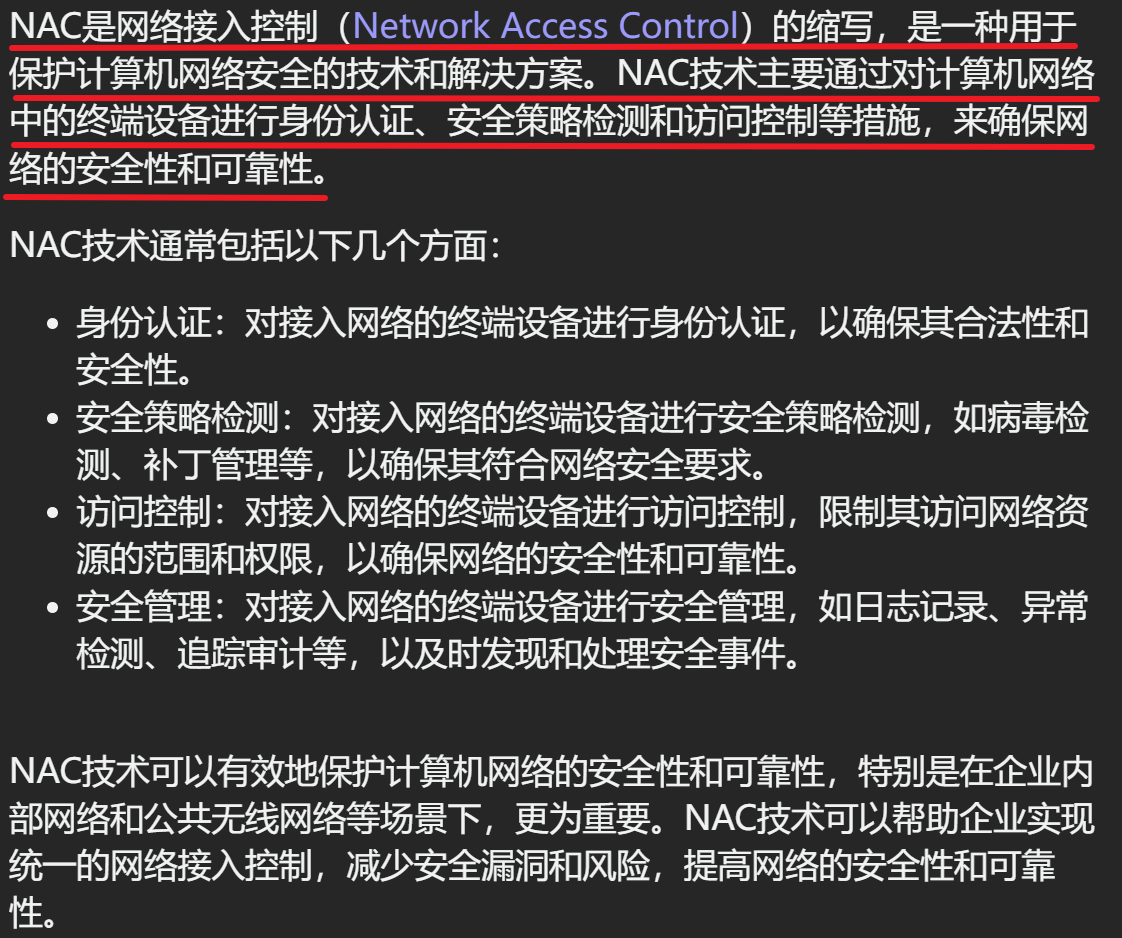 NAC是网络接入控制（Network Access Control）的缩写，是一种用于
保护计算机网络安全的技术和解决方案。NAC技术主要通过对计算机网络
中的终端设备进行身份认证、安全策略检测和访问控制等措施，来确保网
络的安全性和可靠性。
NAC技术通常包括以下几个方面：
• 身份认证：对接入网络的终端设备进行身份认证，以确保其合法性和
安全性。
• 安全策略检测：对接入网络的终端设备进行安全策略检测，如病毒检
测、补丁管理等，以确保其符合网络安全要求。
• 访问控制：对接入网络的终端设备进行访问控制，限制其访问网络资
源的范围和权限，以确保网络的安全性和可靠性。
• 安全管理：对接入网络的终端设备进行安全管理，如日志记录、异常
检测、追踪审计等，以及时发现和处理安全事件。
NAC技术可以有效地保护计算机网络的安全性和可靠性，特别是在企业内
部网络和公共无线网络等场景下，更为重要。NAC技术可以帮助企业实现
统一的网络接入控制，减少安全漏洞和风险，提高网络的安全性和可靠
性。